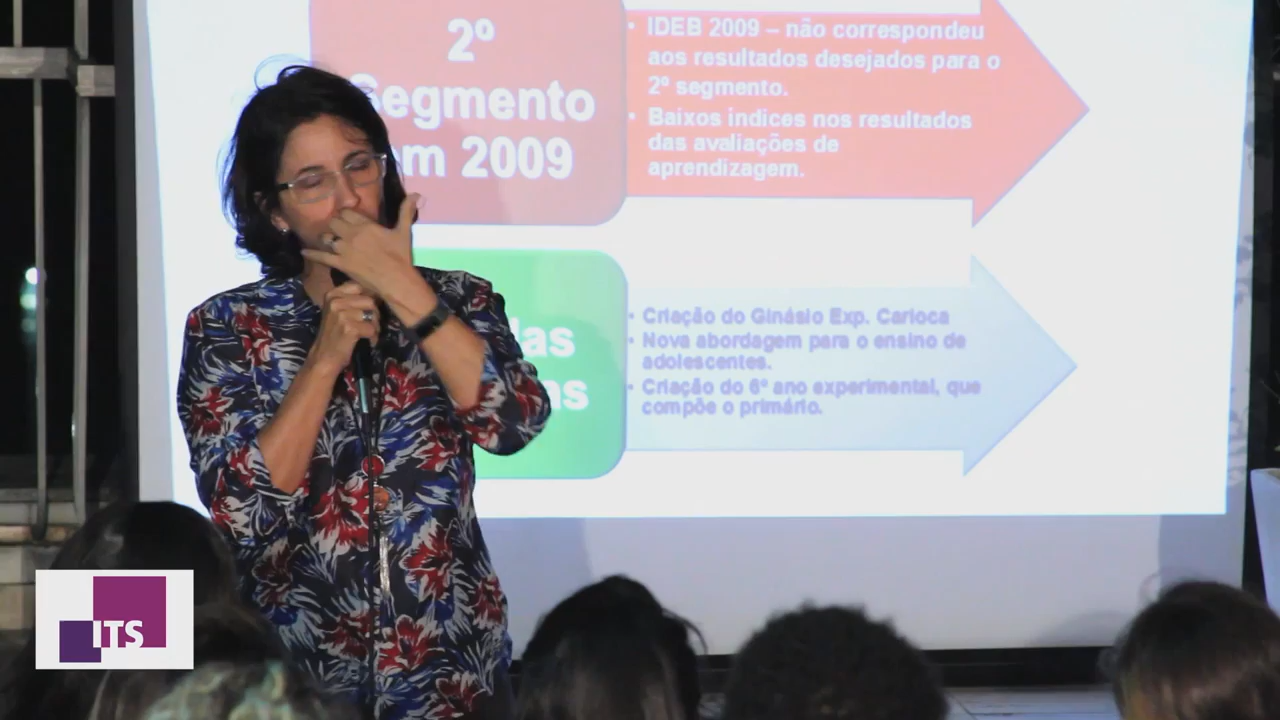 2º
Segmento
em 2009
• IDEB 2009 – não correspondeu
aos resultados desejados para o
2º segmento.
• Baixos indices nos resultados
das avaliações de
aprendizagem.
• Criação do Ginásio Exp. Carioca
• Nova abordagem para o ensino de
adolescentes.
• Criação do 6º ano experimental, que
compõe o primário.
ITS